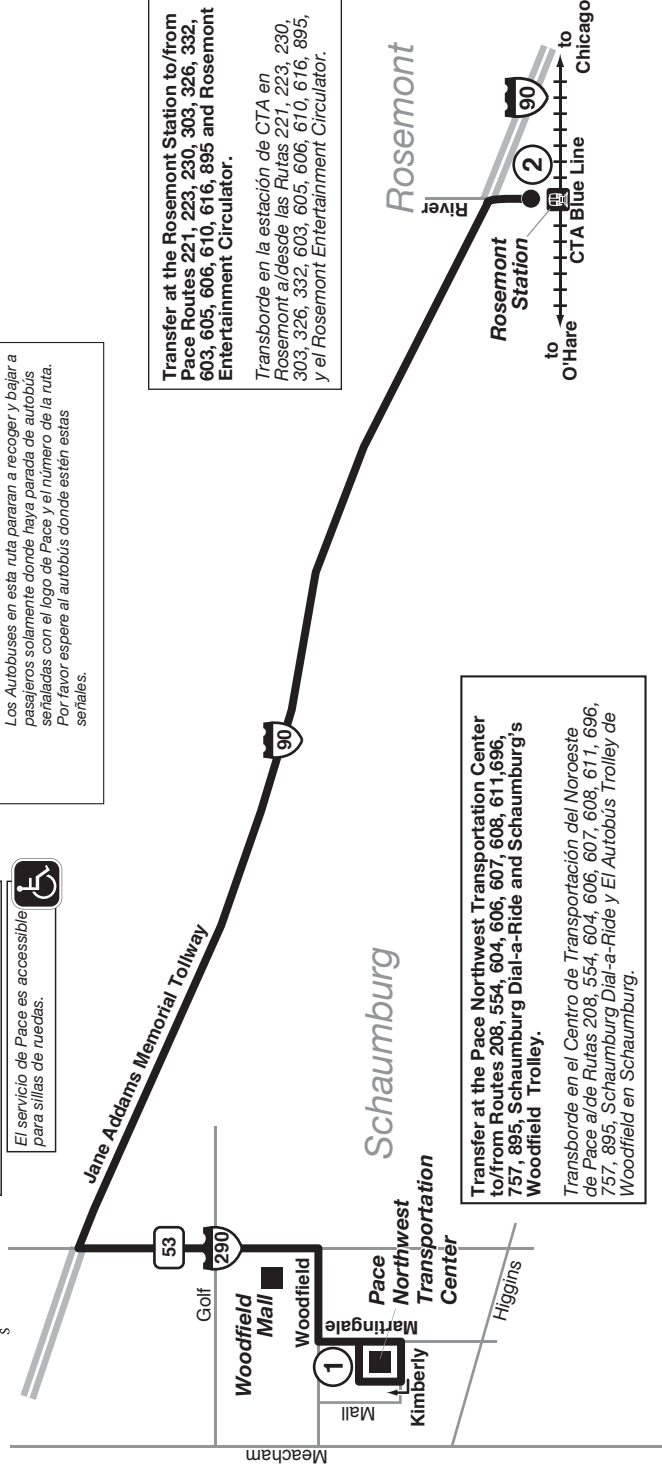 s
El servicio de Pace es accessible
para sillas de ruedas.
Los Autobuses en esta ruta pararan a recoger y bajar a
pasajeros solamente donde haya parada de autobús
señaladas con el logo de Pace y el número de la ruta.
Por favor espere al autobús donde estén estas
señales.
Transfer at the Rosemont Station to/from
Pace Routes 221, 223, 230, 303, 326, 332,
603, 605, 606, 610, 616, 895 and Rosemont
Entertainment Circulator.
Transborde en la estación de CTA en
Rosemont a/desde las Rutas 221, 223, 230,
303, 326, 332, 603, 605, 606, 610, 616, 895,
y el Rosemont Entertainment Circulator.
Jane Addams Memorial Tollway
90
53
290
Golf
Woodfield
Mall
Woodfield
1
Martingale
Pace
Northwest
Transportation
Center
Mall
Kimberly
Meacham
Higgins
Schaumburg
Rosemont
River
90
2
Rosemont
Station
CTA Blue Line
to
O'Hare
to
Chicago
Transfer at the Pace Northwest Transportation Center
to/from Routes 208, 554, 604, 606, 607, 608, 611,696,
757, 895, Schaumburg Dial-a-Ride and Schaumburg's
Woodfield Trolley.
Transborde en el Centro de Transportación del Noroeste
de Pace a/de Rutas 208, 554, 604, 606, 607, 608, 611, 696,
757, 895, Schaumburg Dial-a-Ride y El Autobús Trolley de
Woodfield en Schaumburg.